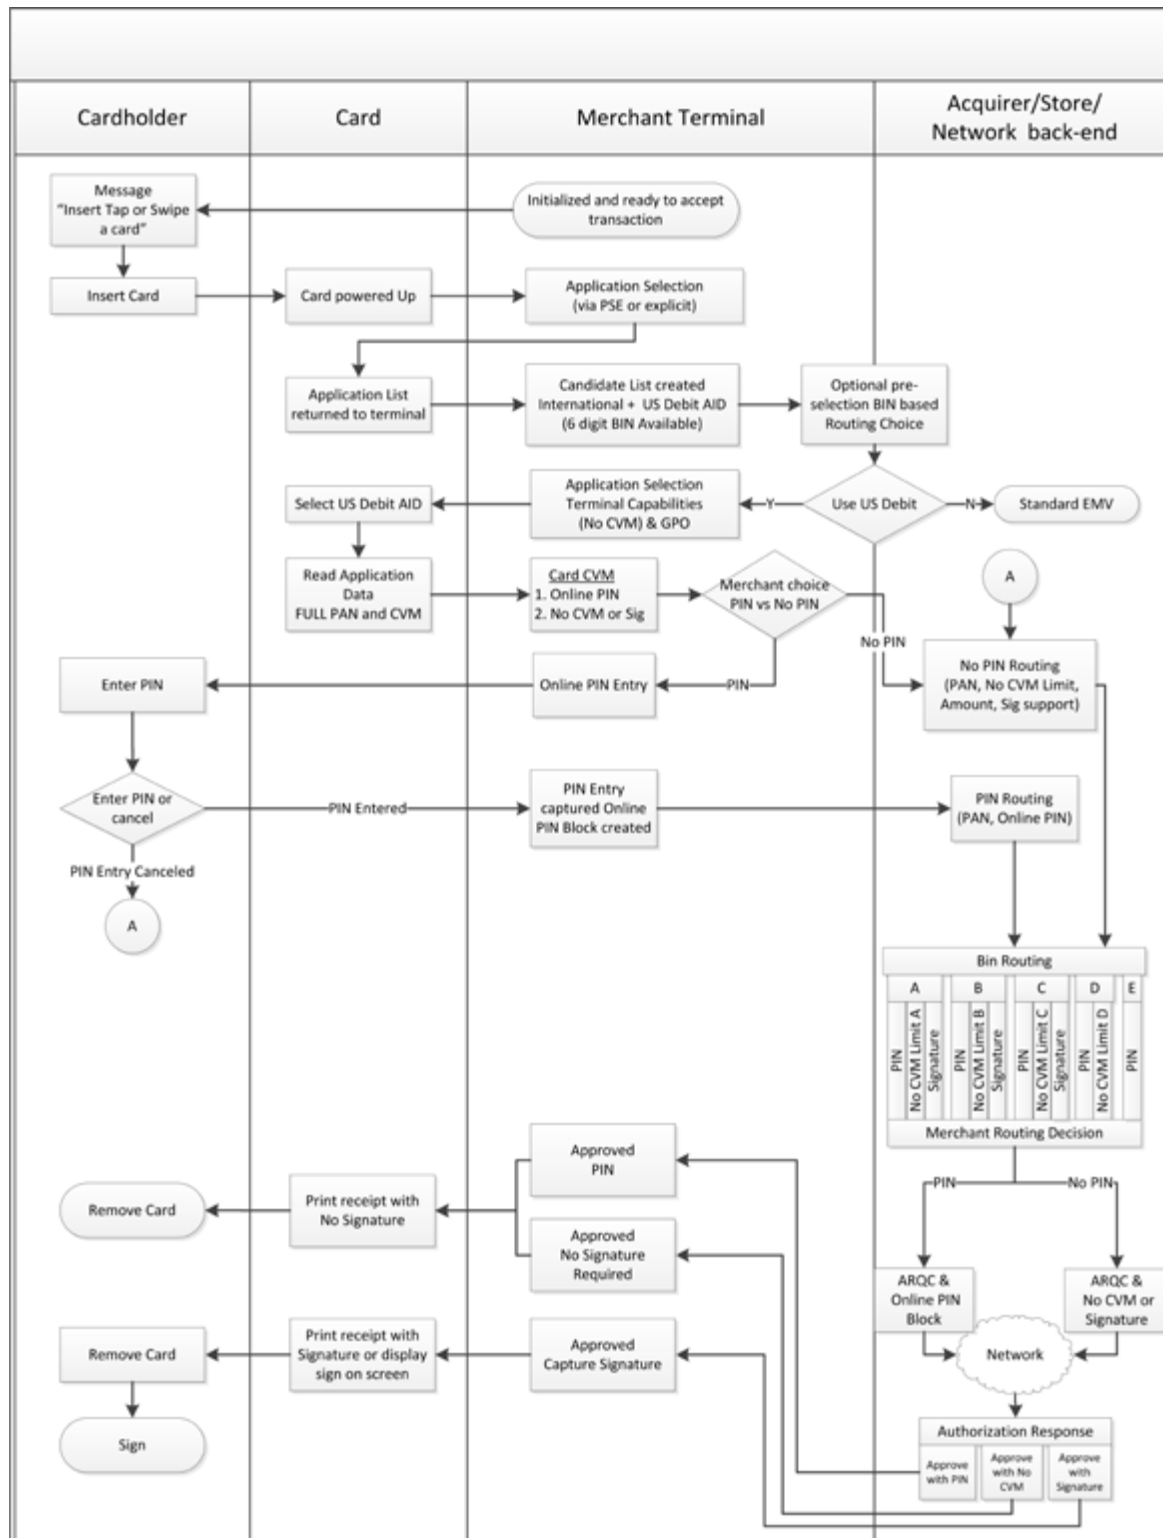 Cardholder
Card
Merchant Terminal
Acquirer/Store/
Network back-end
Message
“Insert Tap or Swipe
a card”
Initialized and ready to accept
transaction
Insert Card
Card powered Up
Application Selection
(via PSE or explicit)
Application List
returned to terminal
Candidate List created
International + US Debit AID
(6 digit BIN Available)
Optional pre-
selection BIN based
Routing Choice
Select US Debit AID
Application Selection
Terminal Capabilities
(No CVM) & GPO
Y
Use US Debit
N
Standard EMV
Read Application
Data
FULL PAN and CVM
Card CVM
1. Online PIN
2. No CVM or Sig
Merchant choice
PIN vs No PIN
A
No PIN
No PIN Routing
(PAN, No CVM Limit,
Amount, Sig support)
Enter PIN
Online PIN Entry
PIN
Enter PIN or
cancel
PIN Entered
PIN Entry
captured Online
PIN Block created
PIN Routing
(PAN, Online PIN)
PIN Entry Canceled
A
Bin Routing
A
B
C
D
E
PIN
No CVM Limit A
Signature
PIN
No CVM Limit B
Signature
PIN
No CVM Limit C
Signature
PIN
No CVM Limit D
PIN
Merchant Routing Decision
PIN
No PIN
Remove Card
Print receipt with
No Signature
Approved
PIN
Approved
No Signature
Required
ARQC &
Online PIN
Block
ARQC &
No CVM or
Signature
Network
Remove Card
Print receipt with
Signature or display
sign on screen
Approved
Capture Signature
Sign
Authorization Response
Approve
with PIN
Approve
with No
CVM
Approve
with
Signature